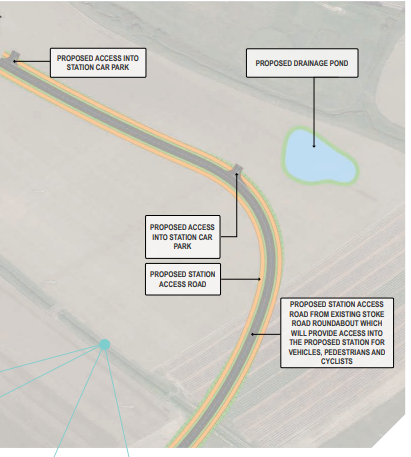 PROPOSED ACCESS INTO
STATION CAR PARK
PROPOSED DRAINAGE POND
PROPOSED ACCESS
INTO STATION CAR
PARK
PROPOSED STATION
ACCESS ROAD
PROPOSED STATION ACCESS
ROAD FROM EXISTING STOKE
ROAD ROUNDABOUT WHICH
WILL PROVIDE ACCESS INTO
THE PROPOSED STATION FOR
VEHICLES, PEDESTRIANS AND
CYCLISTS